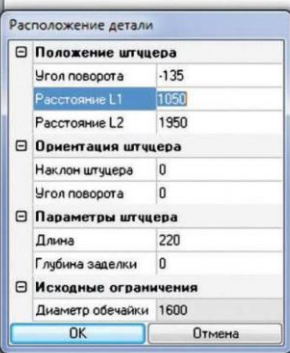 Расположение детали
Положение штуцера
Угол поворота -135
Расстояние L1 1050
Расстояние L2 1950
Ориентация штуцера
Наклон штуцера 0
Угол поворота 0
Параметры штуцера
Длина 220
Глубина заделки 0
Исходные ограничения
Диаметр обечайки 1600
OK Отмена